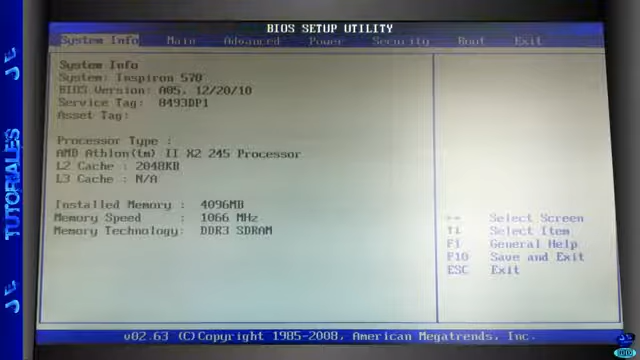 BIOS SETUP UTILITY
System Info Main Advanced Power Security Boot Exit
System Info
System: Inspiron 570
BIOS Version: A05, 12/20/10
Service Tag: 8493DP1
Asset Tag:
Processor Type :
AMD Athlon(tm) II X2 245 Processor
L2 Cache : 2048KB
L3 Cache : N/A
Installed Memory : 4096MB
Memory Speed : 1066 MHz
Memory Technology: DDR3 SDRAM
↔ Select Screen
↑↓ Select Item
F1 General Help
F10 Save and Exit
ESC Exit
v02.63 (C)Copyright 1985-2008, American Megatrends, Inc.
JE TUTORIALES JE